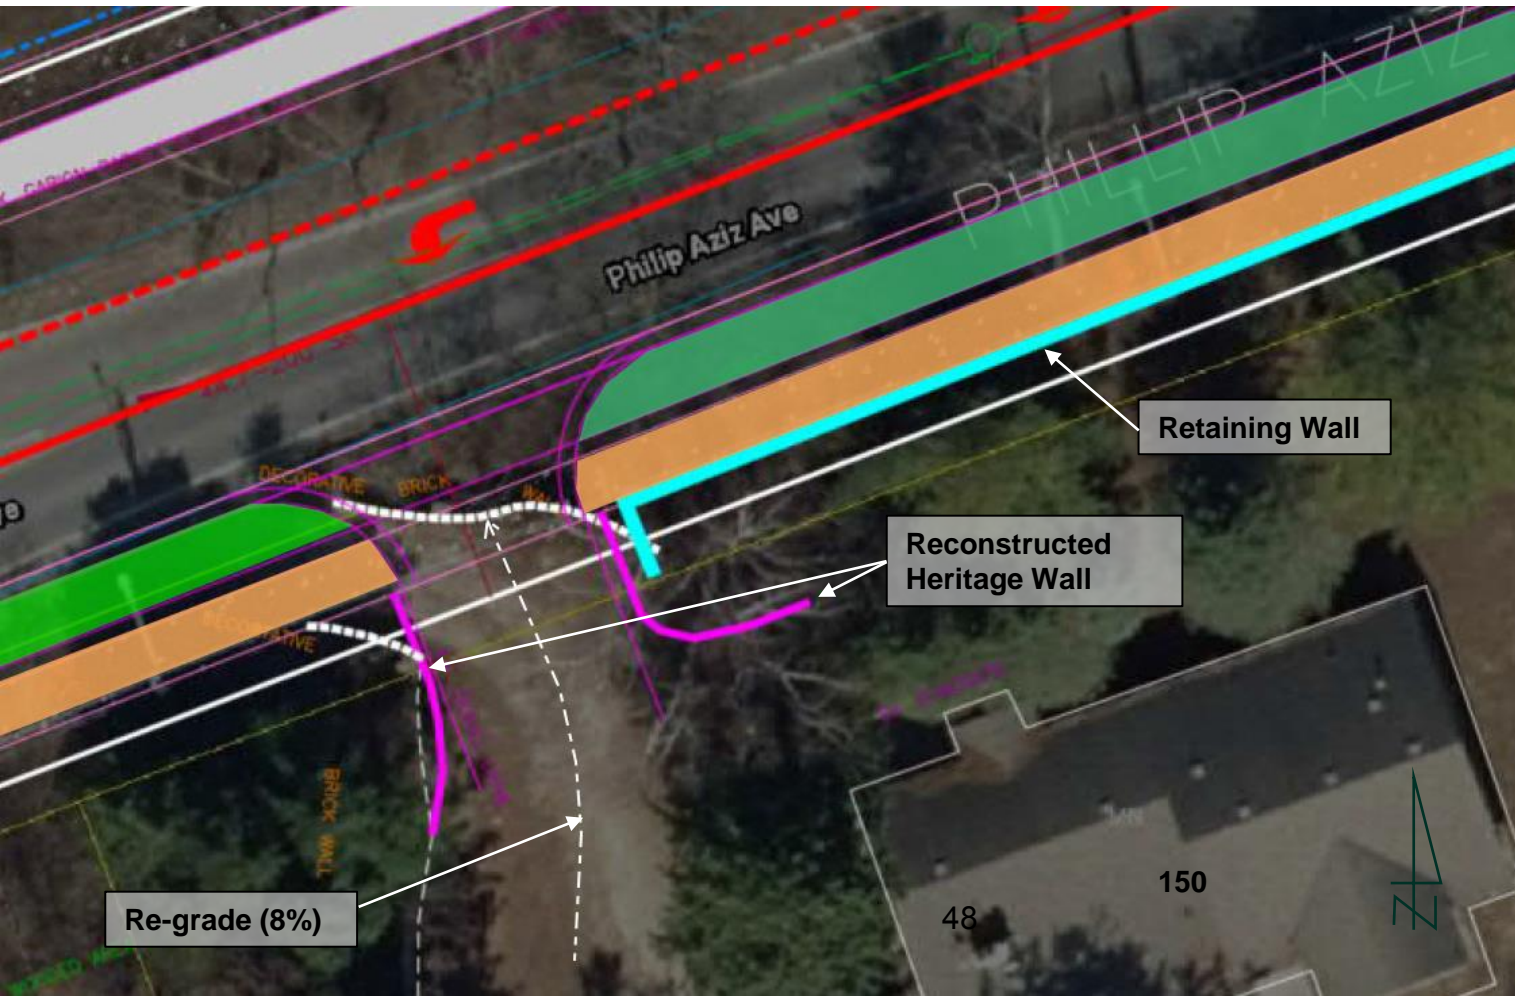 PHILLIP AZIZ
Philip Aziz Ave
Retaining Wall
DECORATIVE BRICK
Reconstructed
Heritage Wall
DECORATIVE
BRICK WALL
150
48
Re-grade (8%)
N